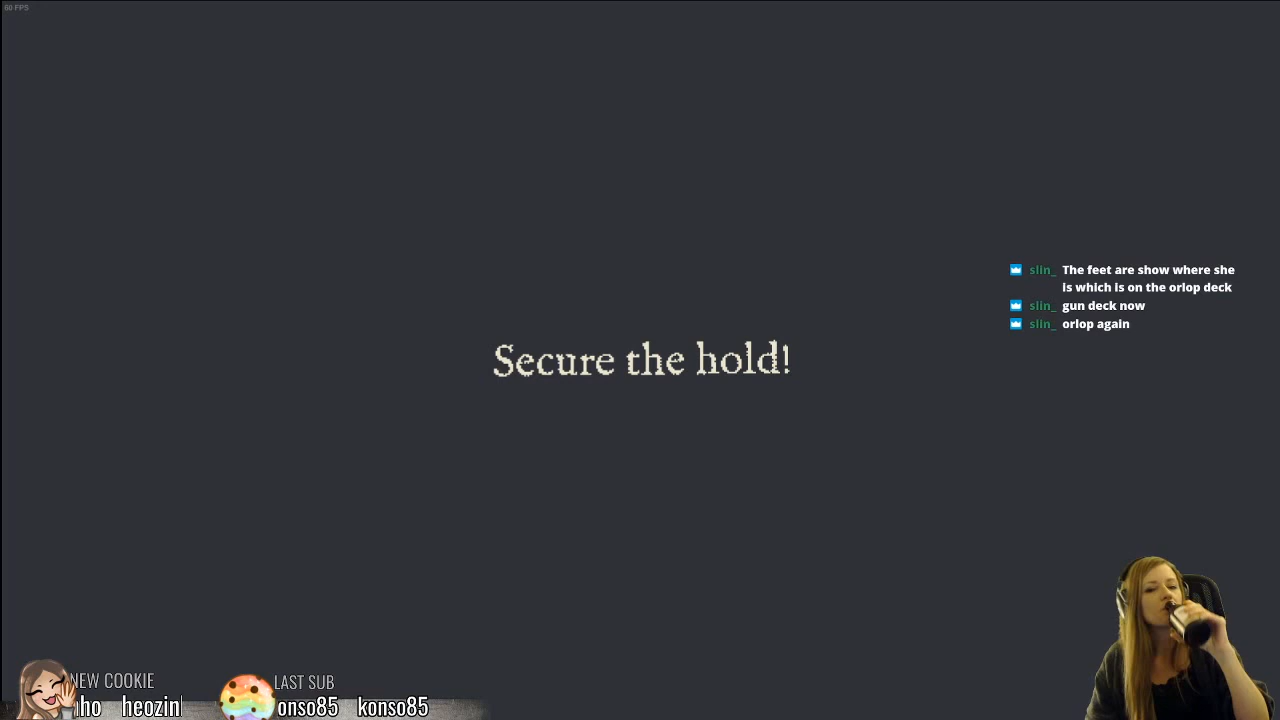 60 FPS
slin_ The feet are show where she
is which is on the orlop deck
slin_ gun deck now
slin_ orlop again
Secure the hold!
NEW COOKIE
LAST SUB
ho heozin
onso85 konso85